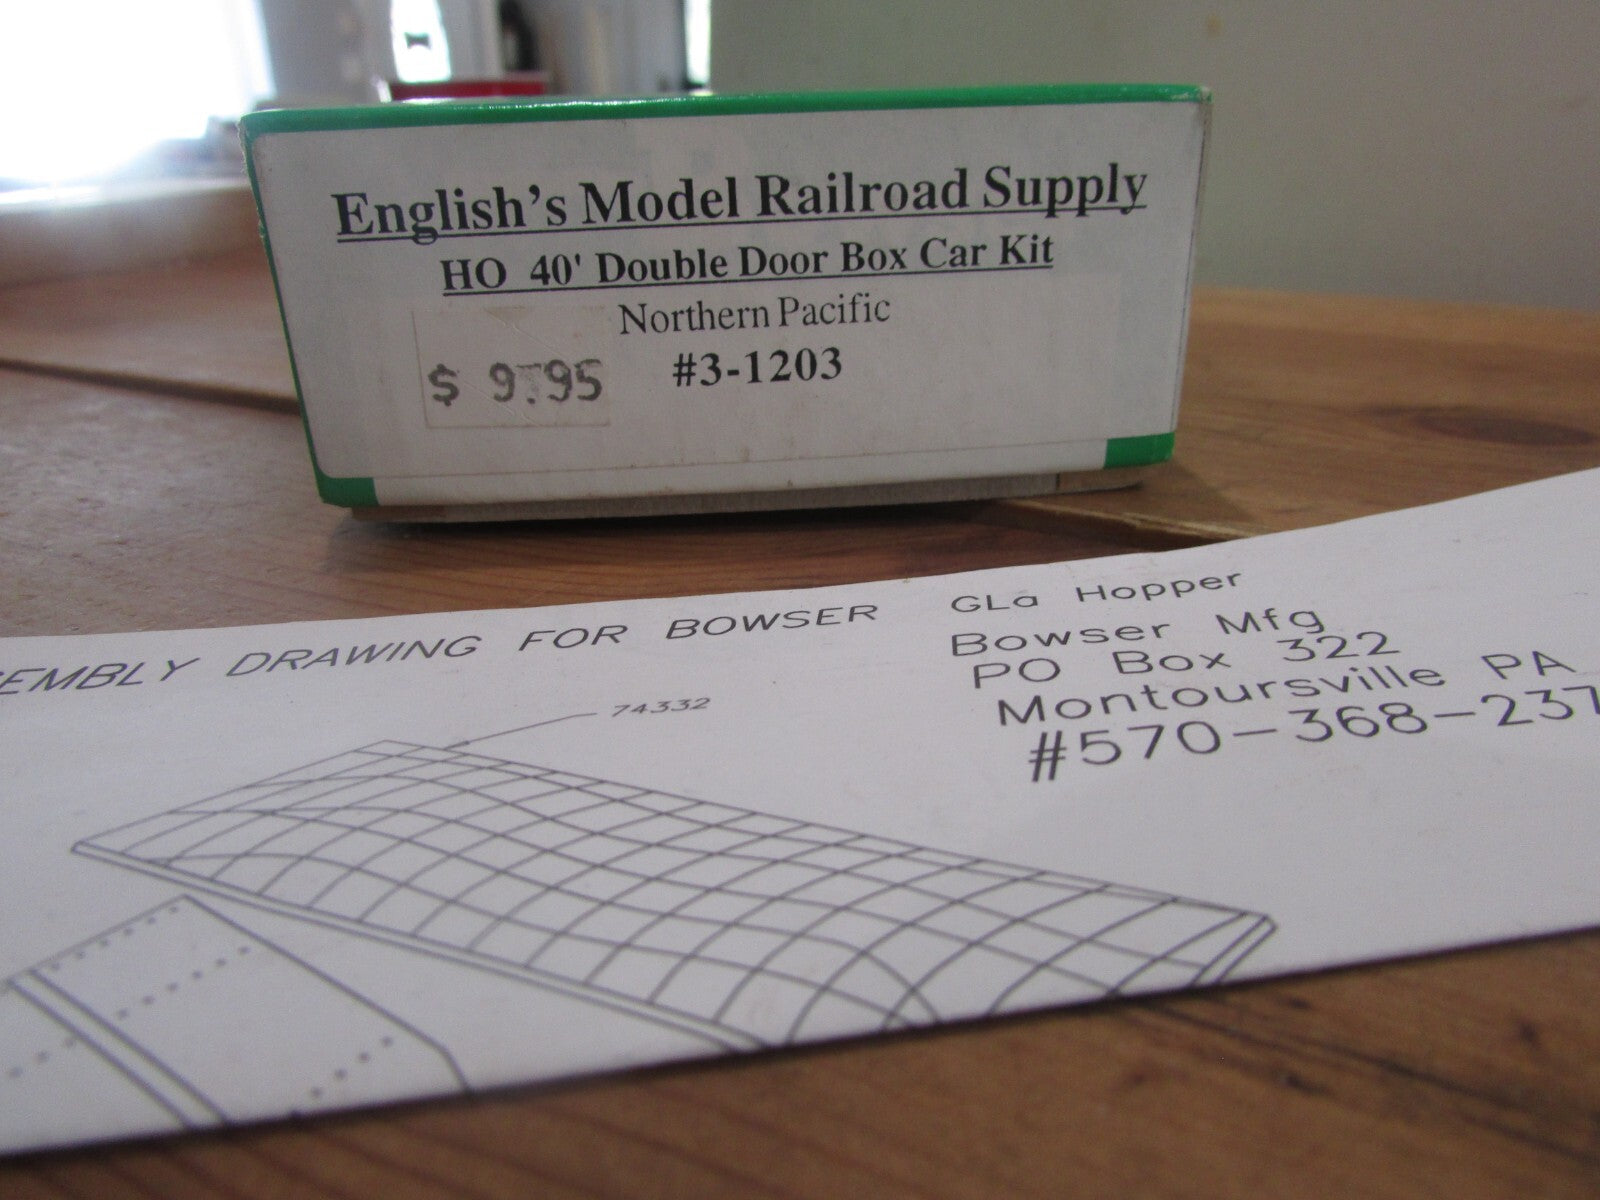 English's Model Railroad Supply
HO 40' Double Door Box Car Kit
Northern Pacific
$ 9.95
#3-1203
EMBLY DRAWING FOR BOWSER
GLa Hopper
Bowser Mfg
PO Box 322
Montoursville PA
#570-368-237
74332